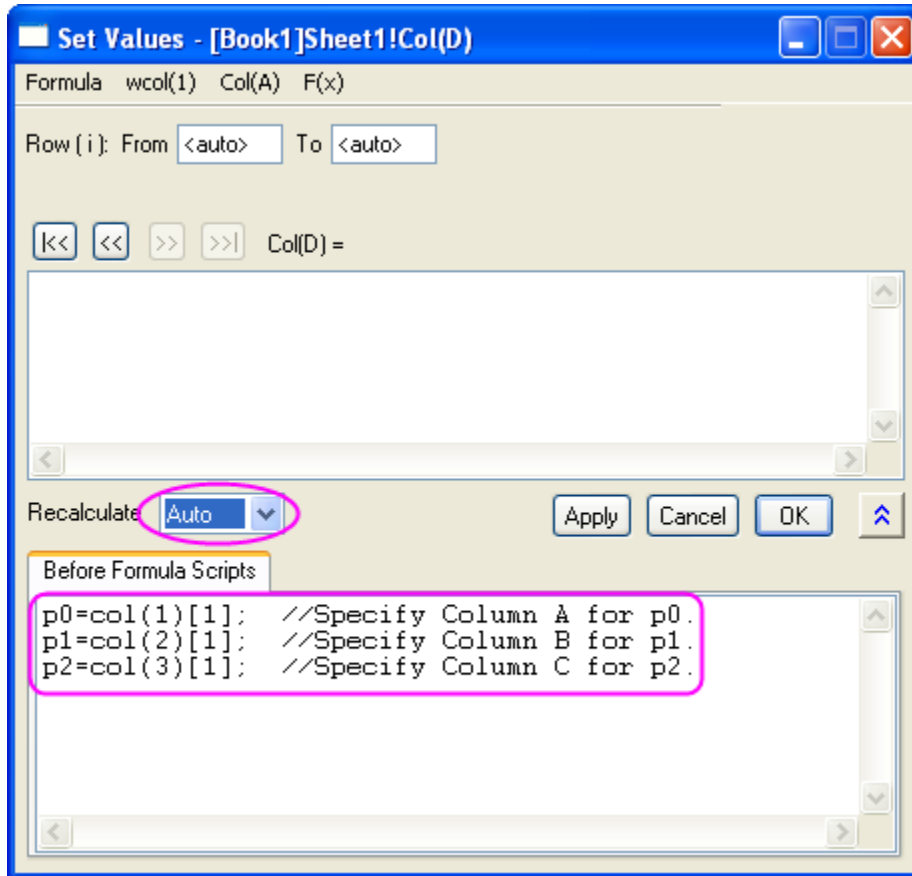 Set Values - [Book1]Sheet1!Col(D)
Formula wcol(1) Col(A) F(x)
Row (i): From <auto> To <auto>
|<< << >> >>| Col(D) =
Recalculate Auto Apply Cancel OK
Before Formula Scripts
p0=col(1)[1]; //Specify Column A for p0.
p1=col(2)[1]; //Specify Column B for p1.
p2=col(3)[1]; //Specify Column C for p2.